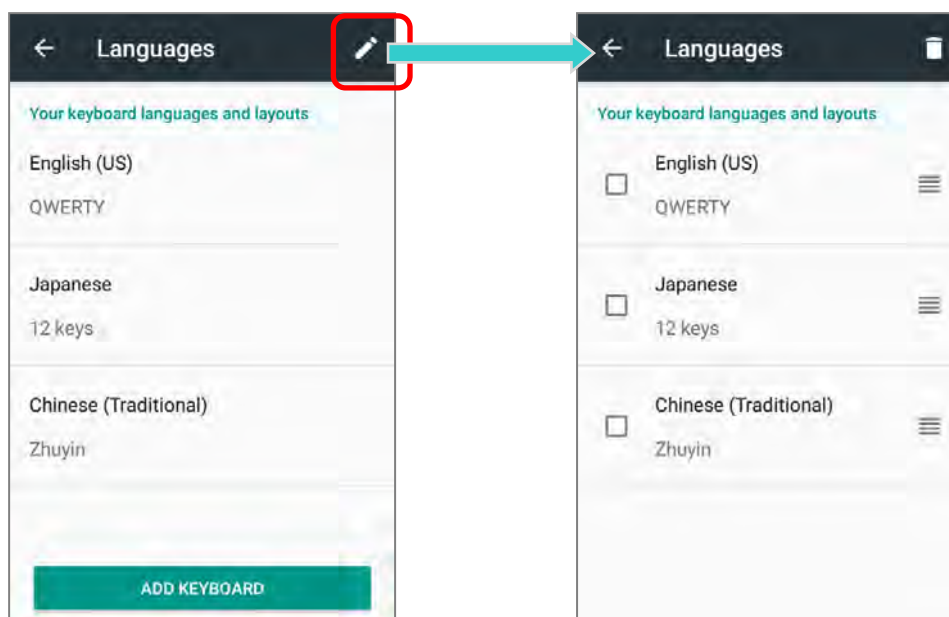 Languages
Your keyboard languages and layouts
English (US)
QWERTY
Japanese
12 keys
Chinese (Traditional)
Zhuyin
ADD KEYBOARD
Languages
Your keyboard languages and layouts
English (US)
QWERTY
Japanese
12 keys
Chinese (Traditional)
Zhuyin